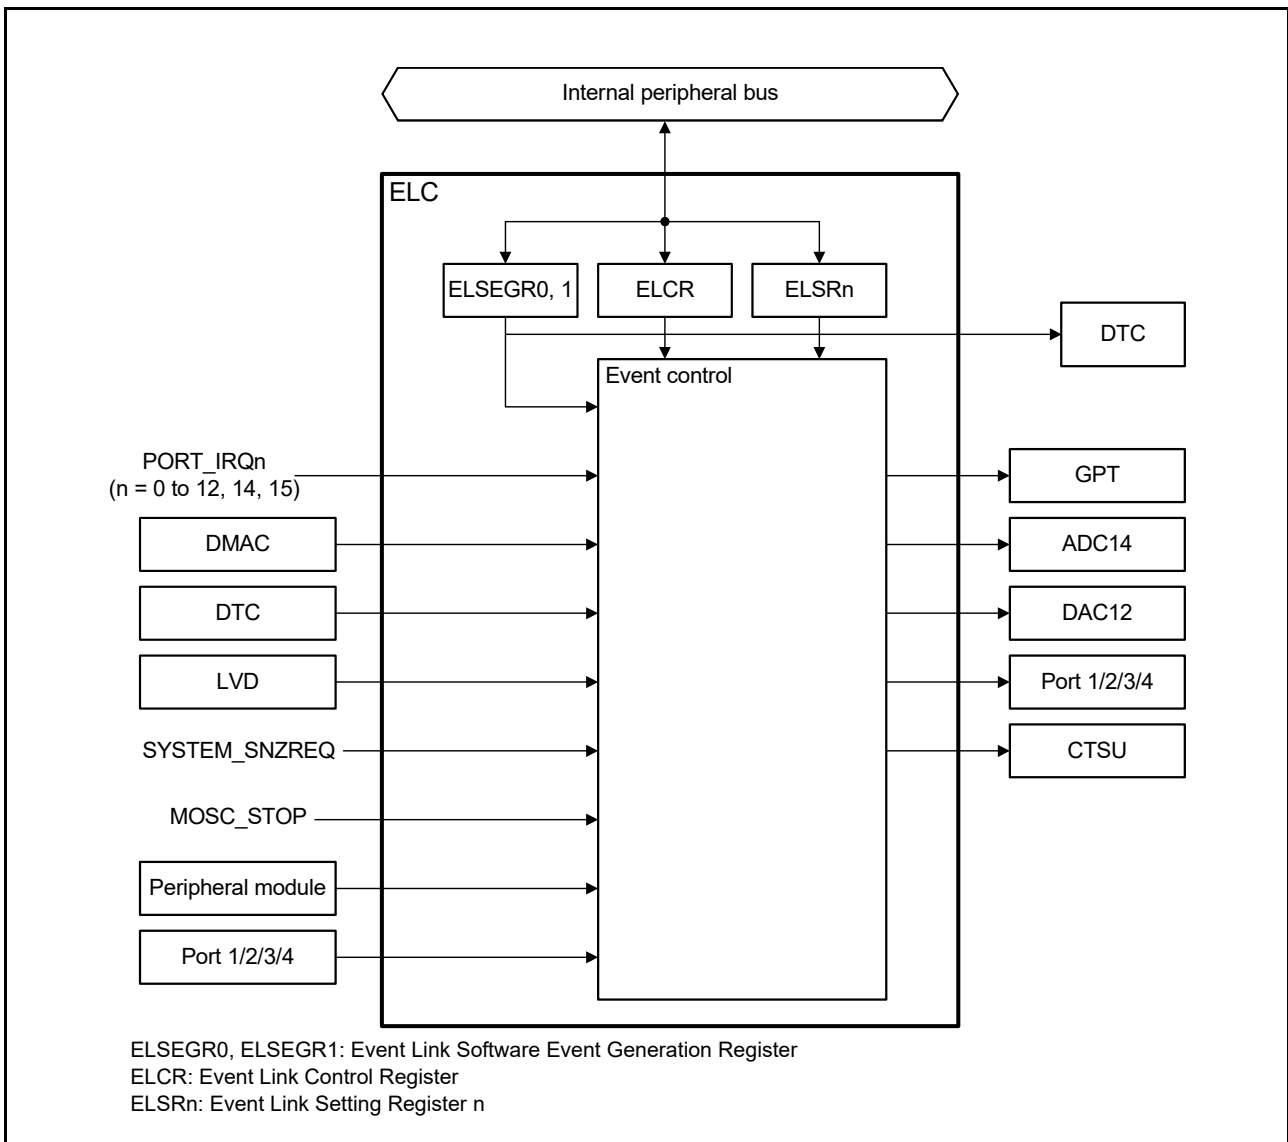 Internal peripheral bus
ELC
ELSEGR0, 1
ELCR
ELSRn
DTC
Event control
PORT_IRQn
(n = 0 to 12, 14, 15)
GPT
DMAC
ADC14
DTC
DAC12
LVD
Port 1/2/3/4
SYSTEM_SNZREQ
CTSU
MOSC_STOP
Peripheral module
Port 1/2/3/4
ELSEGR0, ELSEGR1: Event Link Software Event Generation Register
ELCR: Event Link Control Register
ELSRn: Event Link Setting Register n